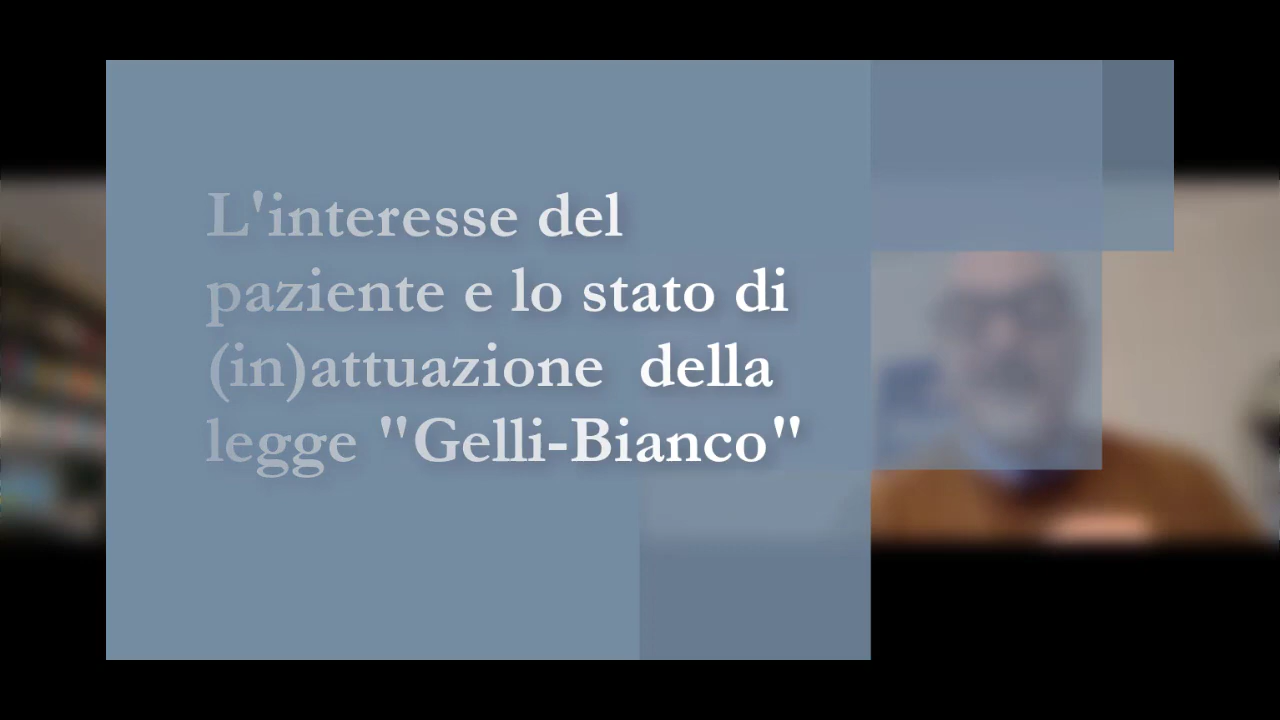 L'interesse del
paziente e lo stato di
(in)attuazione della
legge "Gelli-Bianco"